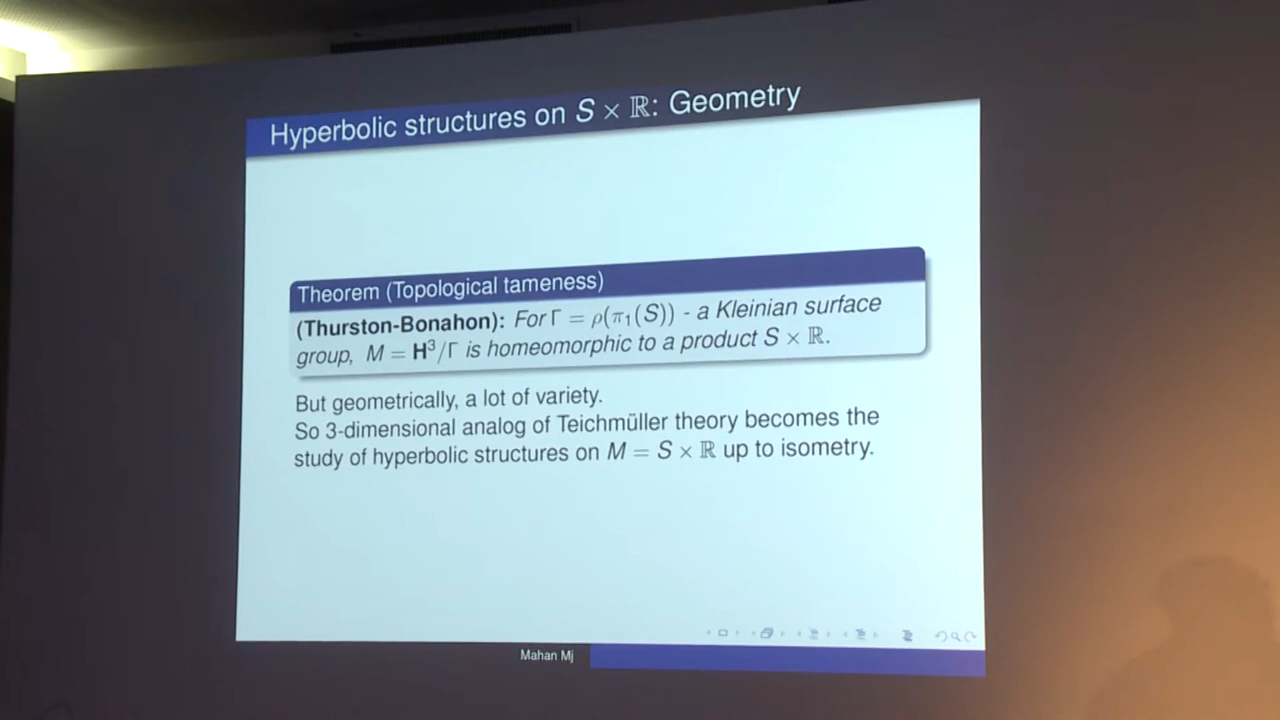 Hyperbolic structures on S × ℝ: Geometry
Theorem (Topological tameness)
(Thurston-Bonahon): For Γ = ρ(π₁(S)) - a Kleinian surface
group, M = H³/Γ is homeomorphic to a product S × ℝ.
But geometrically, a lot of variety.
So 3-dimensional analog of Teichmüller theory becomes the
study of hyperbolic structures on M = S × ℝ up to isometry.
Mahan Mj